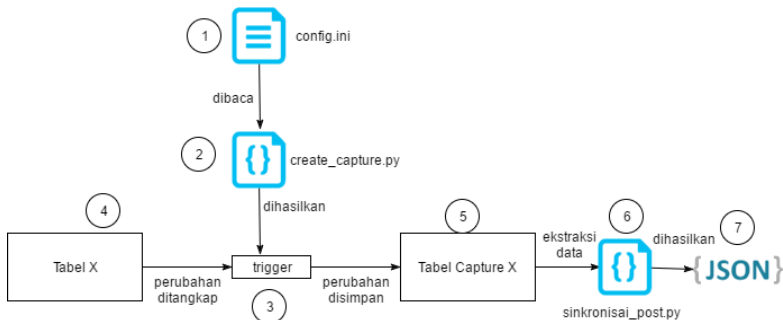 1
config.ini
dibaca
2
create_capture.py
dihasilkan
4
Tabel X
perubahan
ditangkap
trigger
3
perubahan
disimpan
5
Tabel Capture X
ekstraksi
data
6
sinkronisai_post.py
dihasilkan
7
{JSON}